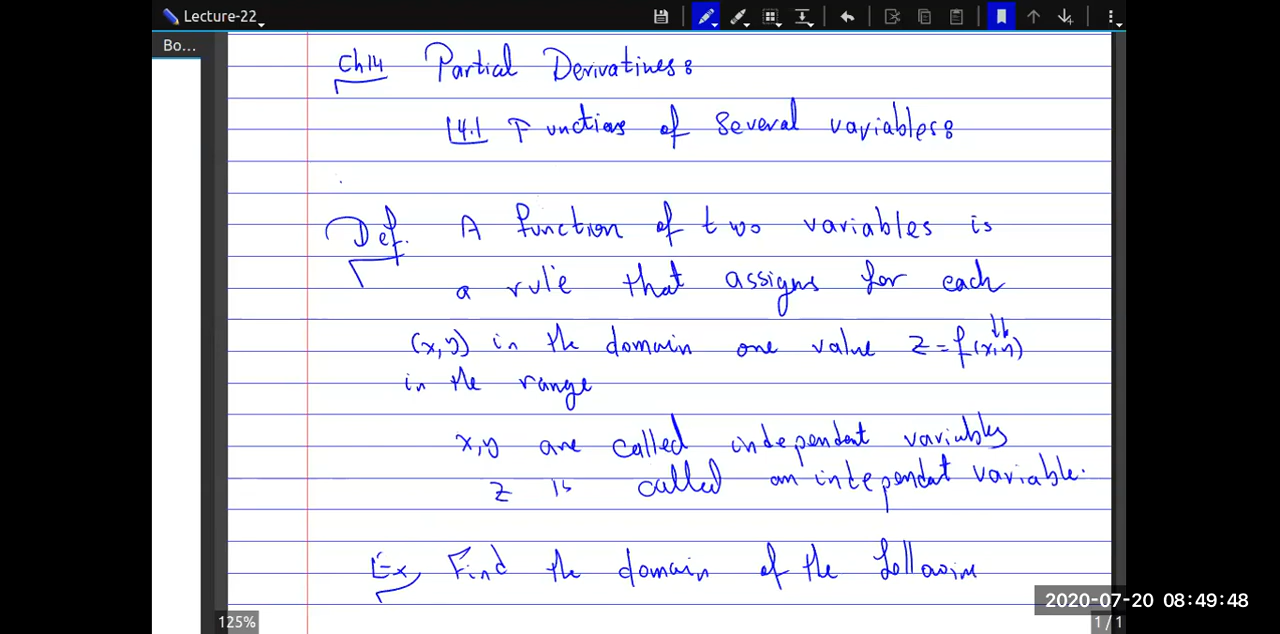 Lecture-22
Bo...
Ch14 Partial Derivatives:
14.1 Functions of Several variables:
Def. A function of two variables is
a rule that assigns for each
(x,y) in the domain one value z=f(x,y)
in the range
x,y are called independent variables
z is called an independent variable.
Ex Find the domain of the following
2020-07-20 08:49:48
125%
1/1